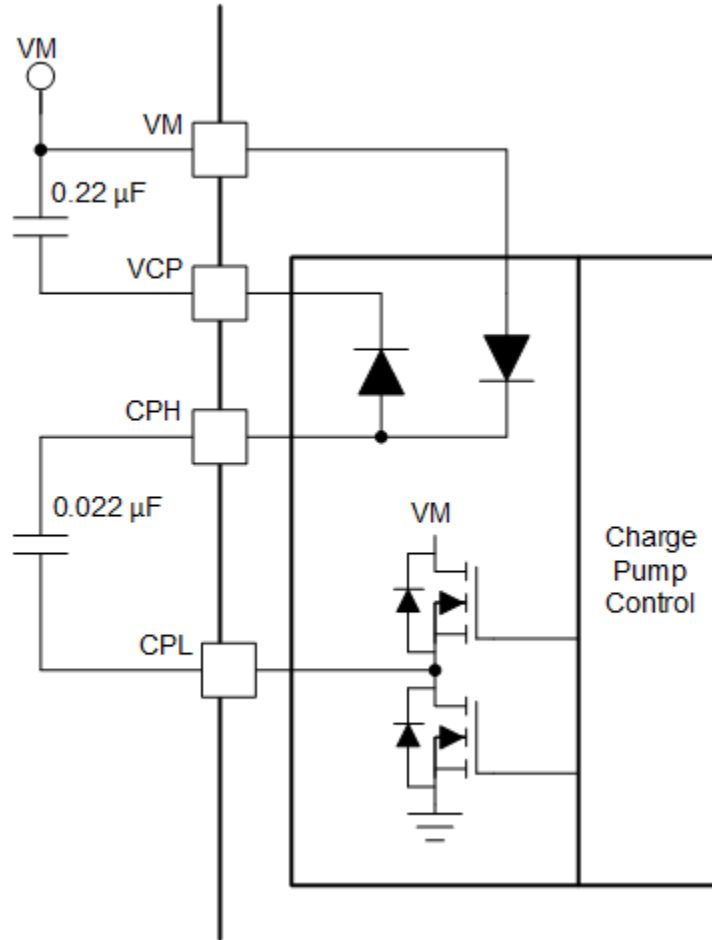 VM
VM
0.22 µF
VCP
CPH
0.022 µF
VM
Charge
Pump
Control
CPL